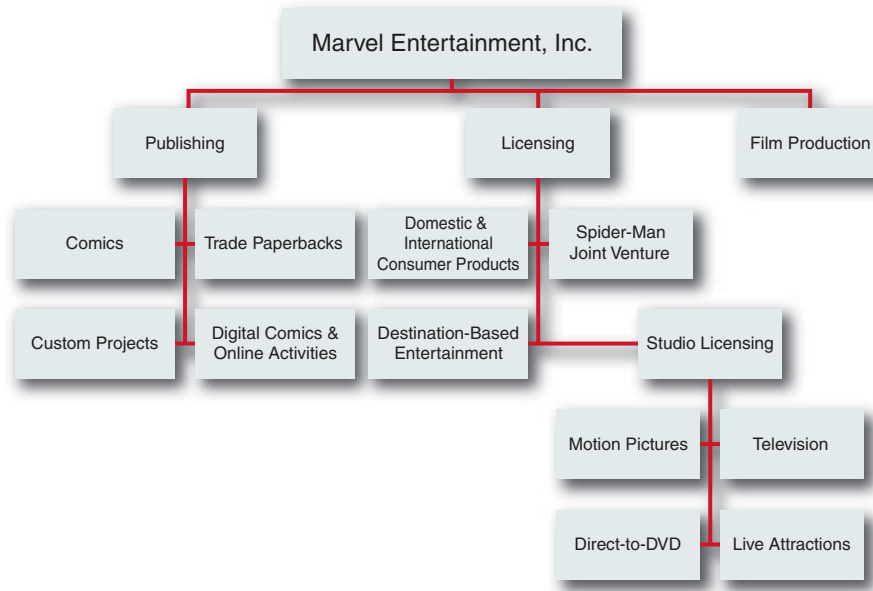 Marvel Entertainment, Inc.
Publishing
Licensing
Film Production
Comics
Trade Paperbacks
Domestic &
International
Consumer Products
Spider-Man
Joint Venture
Custom Projects
Digital Comics &
Online Activities
Destination-Based
Entertainment
Studio Licensing
Motion Pictures
Television
Direct-to-DVD
Live Attractions